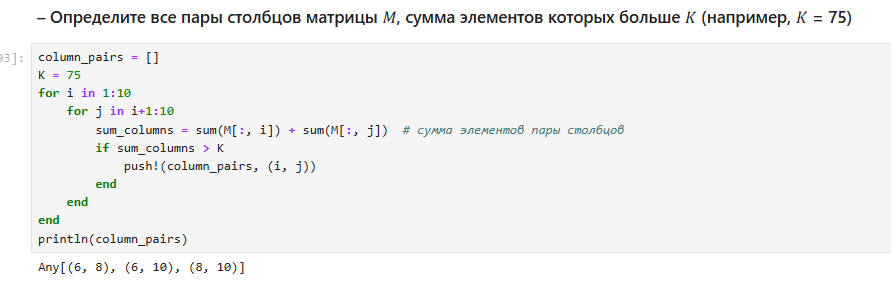 – Определите все пары столбцов матрицы M, сумма элементов которых больше K (например, K = 75)
93]:
column_pairs = []
K = 75
for i in 1:10
    for j in i+1:10
        sum_columns = sum(M[:, i]) + sum(M[:, j])  # сумма элементов пары столбцов
        if sum_columns > K
            push!(column_pairs, (i, j))
        end
    end
end
println(column_pairs)
Any[(6, 8), (6, 10), (8, 10)]